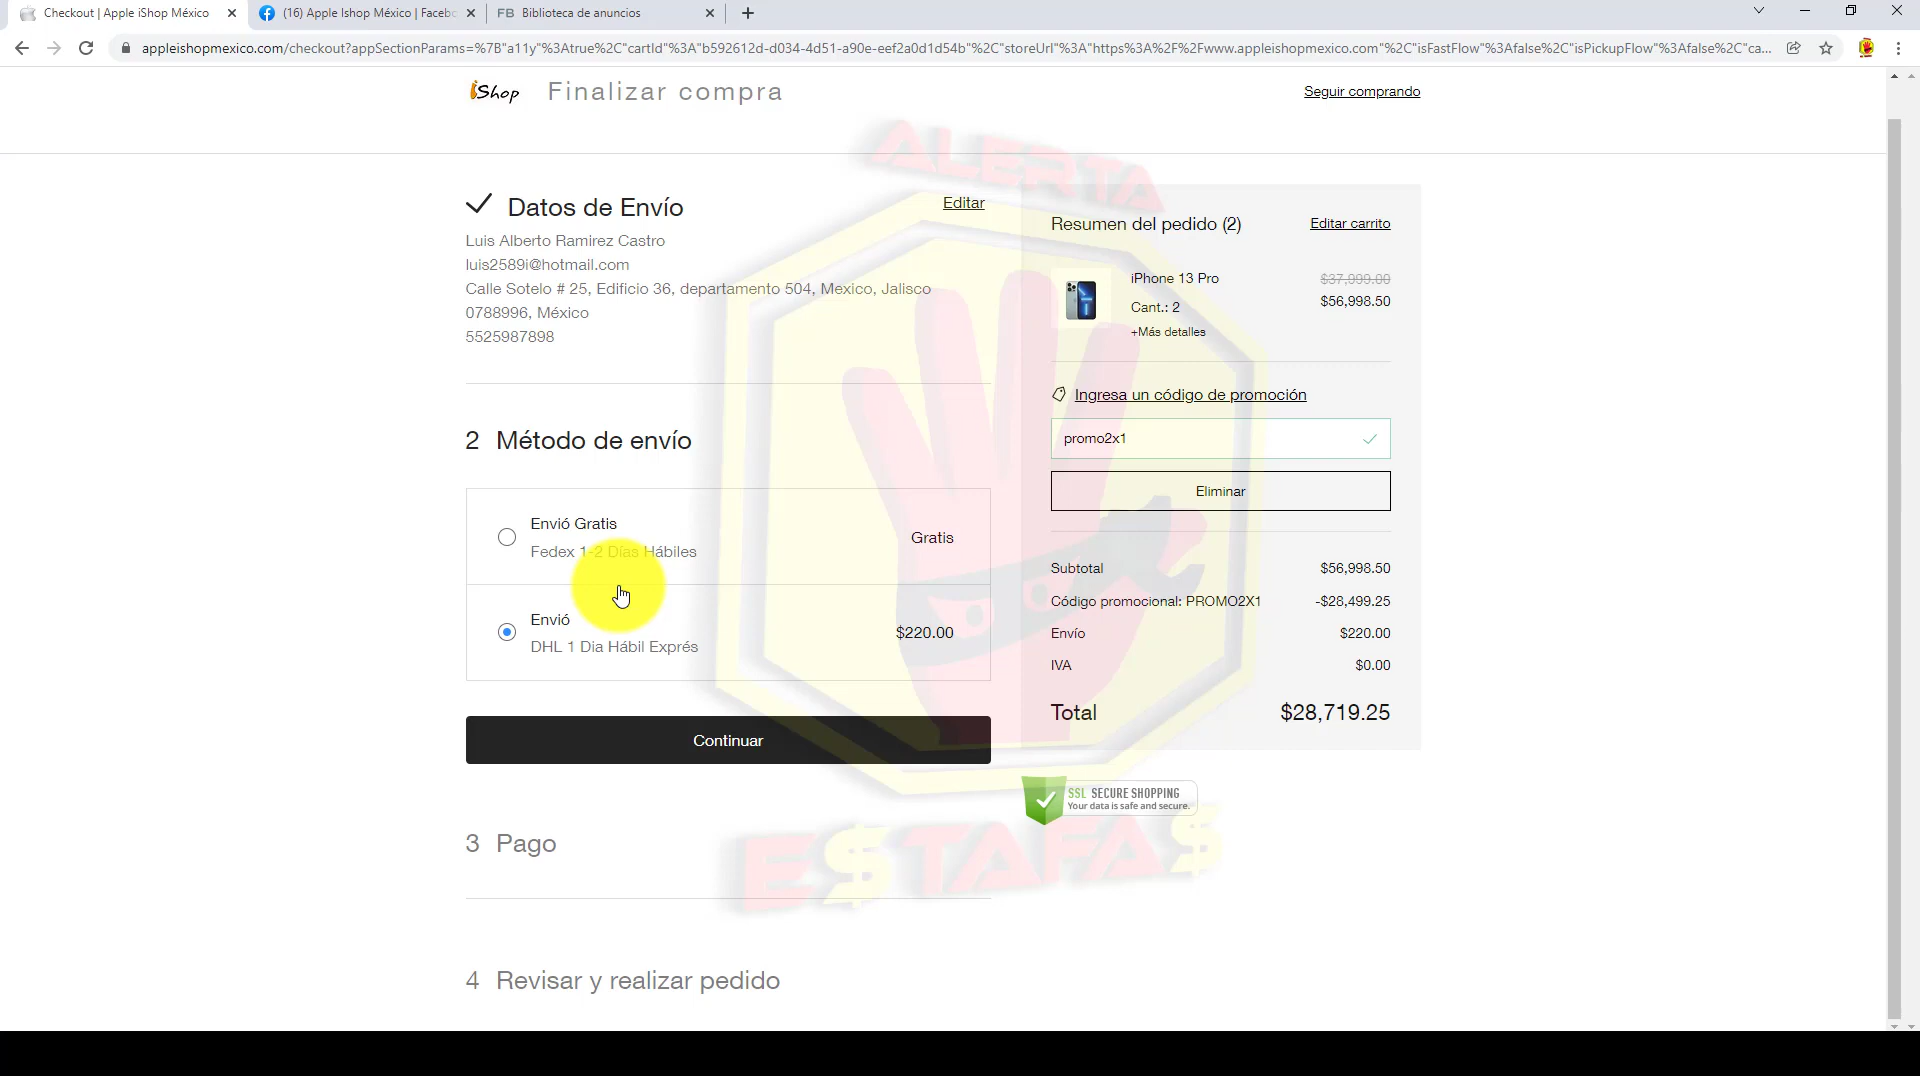 Checkout | Apple iShop México
(16) Apple Ishop México | Facebo
FB Biblioteca de anuncios
appleishopmexico.com/checkout?appSectionParams=%7B"a11y"%3Atrue%2C"cartId"%3A"b592612d-d034-4d51-a90e-eef2a0d1d54b"%2C"storeUrl"%3A"https%3A%2F%2Fwww.appleishopmexico.com"%2C"isFastFlow"%3Afalse%2C"isPickupFlow"%3Afalse%2C"ca...
iShop Finalizar compra
Seguir comprando
ALERTA
Datos de Envío
Editar
Luis Alberto Ramirez Castro
luis2589i@hotmail.com
Calle Sotelo # 25, Edificio 36, departamento 504, Mexico, Jalisco
0788996, México
5525987898
2 Método de envío
Envió Gratis
Fedex 1-2 Días Hábiles
Gratis
Envió
DHL 1 Dia Hábil Exprés
$220.00
Continuar
3 Pago
4 Revisar y realizar pedido
Resumen del pedido (2)
Editar carrito
iPhone 13 Pro
$37,999.00
$56,998.50
Cant.: 2
+Más detalles
Ingresa un código de promoción
promo2x1
Eliminar
Subtotal $56,998.50
Código promocional: PROMO2X1 -$28,499.25
Envío $220.00
IVA $0.00
Total $28,719.25
SSL SECURE SHOPPING
Your data is safe and secure.
E$TAFA$